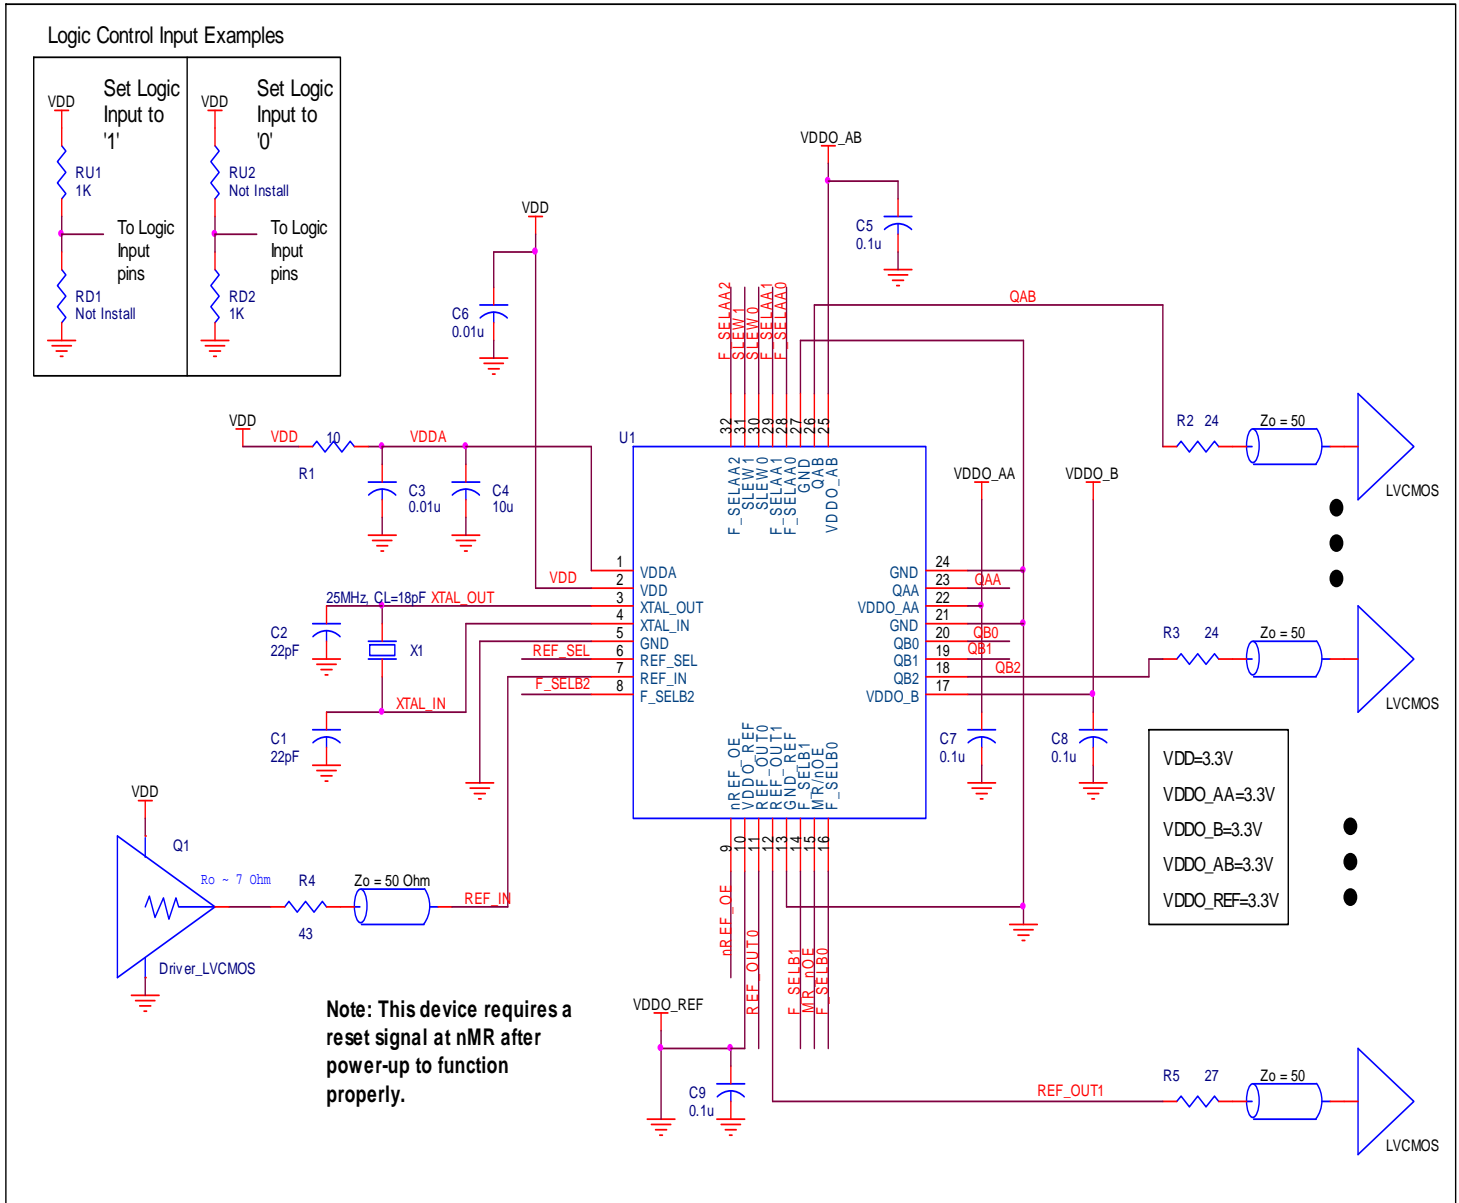 Logic Control Input Examples
VDD
Set Logic
Input to
'1'
RU1
1K
To Logic
Input
pins
RD1
Not Install
VDD
Set Logic
Input to
'0'
RU2
Not Install
To Logic
Input
pins
RD2
1K
VDD
C6
0.01u
VDDO_AB
C5
0.1u
F_SELAA2
SLEW1
SLEW0
F_SELAA1
F_SELAA0
QAB
R2 24
Zo = 50
LVCMOS
VDD
VDD
10
VDDA
R1
C3
0.01u
C4
10u
U1
32
31
30
29
28
27
26
25
F_SELAA2
SLEW1
SLEW0
F_SELAA1
F_SELAA0
GND
QAB
VDDO_AB
VDDO_AA
VDDO_B
VDD
25MHz, CL=18pF
XTAL_OUT
C2
22pF
X1
REF_SEL
F_SELB2
XTAL_IN
C1
22pF
1 VDDA
2 VDD
3 XTAL_OUT
4 XTAL_IN
5 GND
6 REF_SEL
7 REF_IN
8 F_SELB2
GND 24
QAA 23 QAA
VDDO_AA 22
GND 21
QB0 20 QB0
QB1 19 QB1
QB2 18 QB2
VDDO_B 17
R3 24
Zo = 50
LVCMOS
C7
0.1u
C8
0.1u
nREF_OE
VDDO_REF
REF_OUT0
REF_OUT1
GND_REF
F_SELB1
MR/nOE
F_SELB0
9
10
11
12
13
14
15
16
nREF_OE
REF_OUT0
F_SELB1
MR_nOE
F_SELB0
VDD=3.3V
VDDO_AA=3.3V
VDDO_B=3.3V
VDDO_AB=3.3V
VDDO_REF=3.3V
VDD
Q1
Ro ~ 7 Ohm
R4
43
Zo = 50 Ohm
REF_IN
Driver_LVCMOS
Note: This device requires a
reset signal at nMR after
power-up to function
properly.
VDDO_REF
C9
0.1u
REF_OUT1
R5 27
Zo = 50
LVCMOS